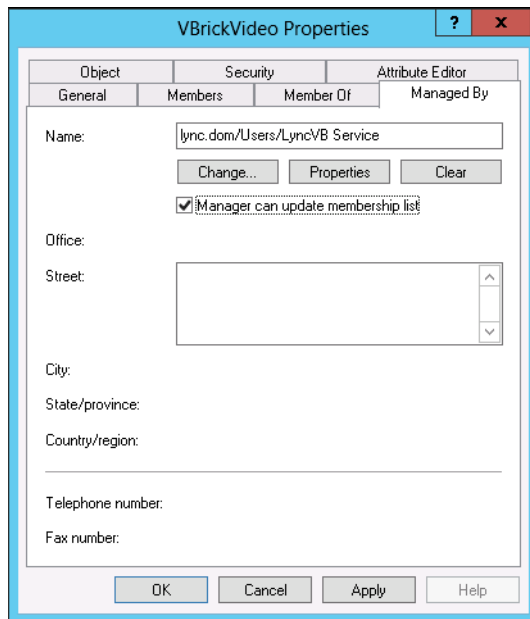 VBrickVideo Properties
? x
Object Security Attribute Editor
General Members Member Of Managed By
Name: lync.dom/Users/LyncVB Service
Change... Properties Clear
Manager can update membership list
Office:
Street:
City:
State/province:
Country/region:
Telephone number:
Fax number:
OK Cancel Apply Help